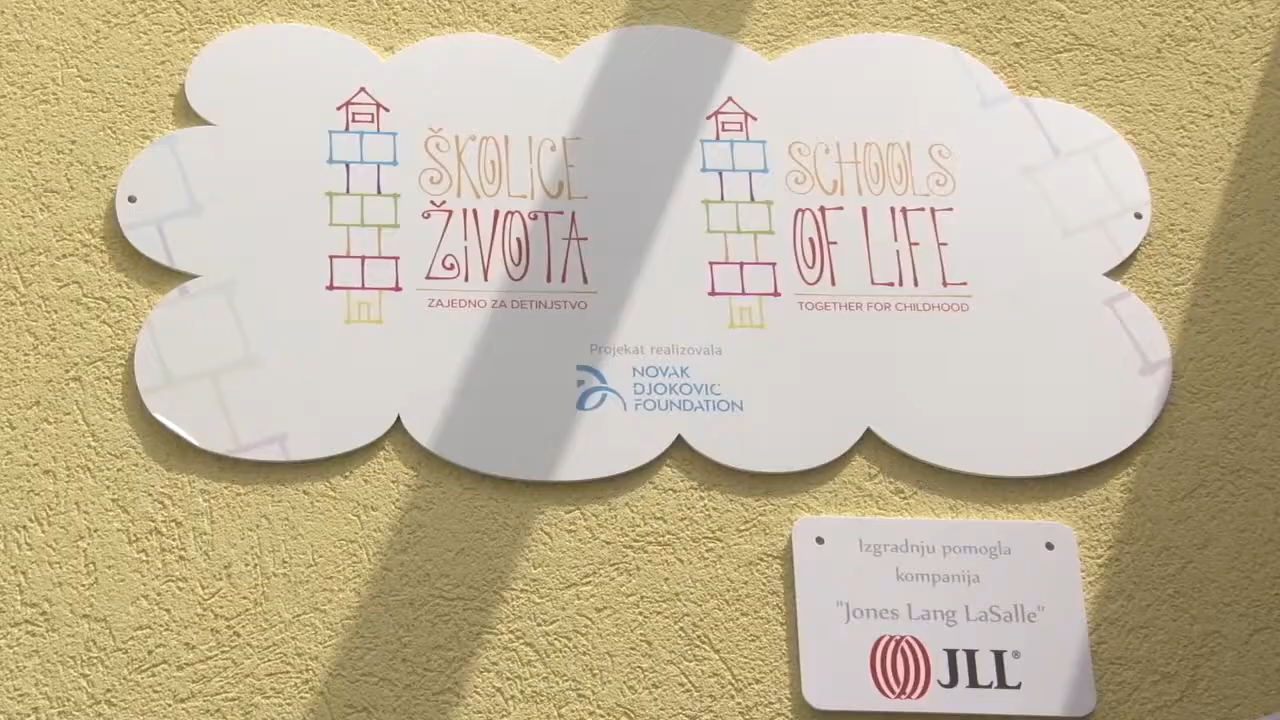 ŠKOLICE
ŽIVOTA
ZAJEDNO ZA DETINJSTVO
SCHOOLS
OF LIFE
TOGETHER FOR CHILDHOOD
Projekat realizovala
NOVAK
DJOKOVIC
FOUNDATION
Izgradnju pomogla
kompanija
"Jones Lang LaSalle"
JLL®